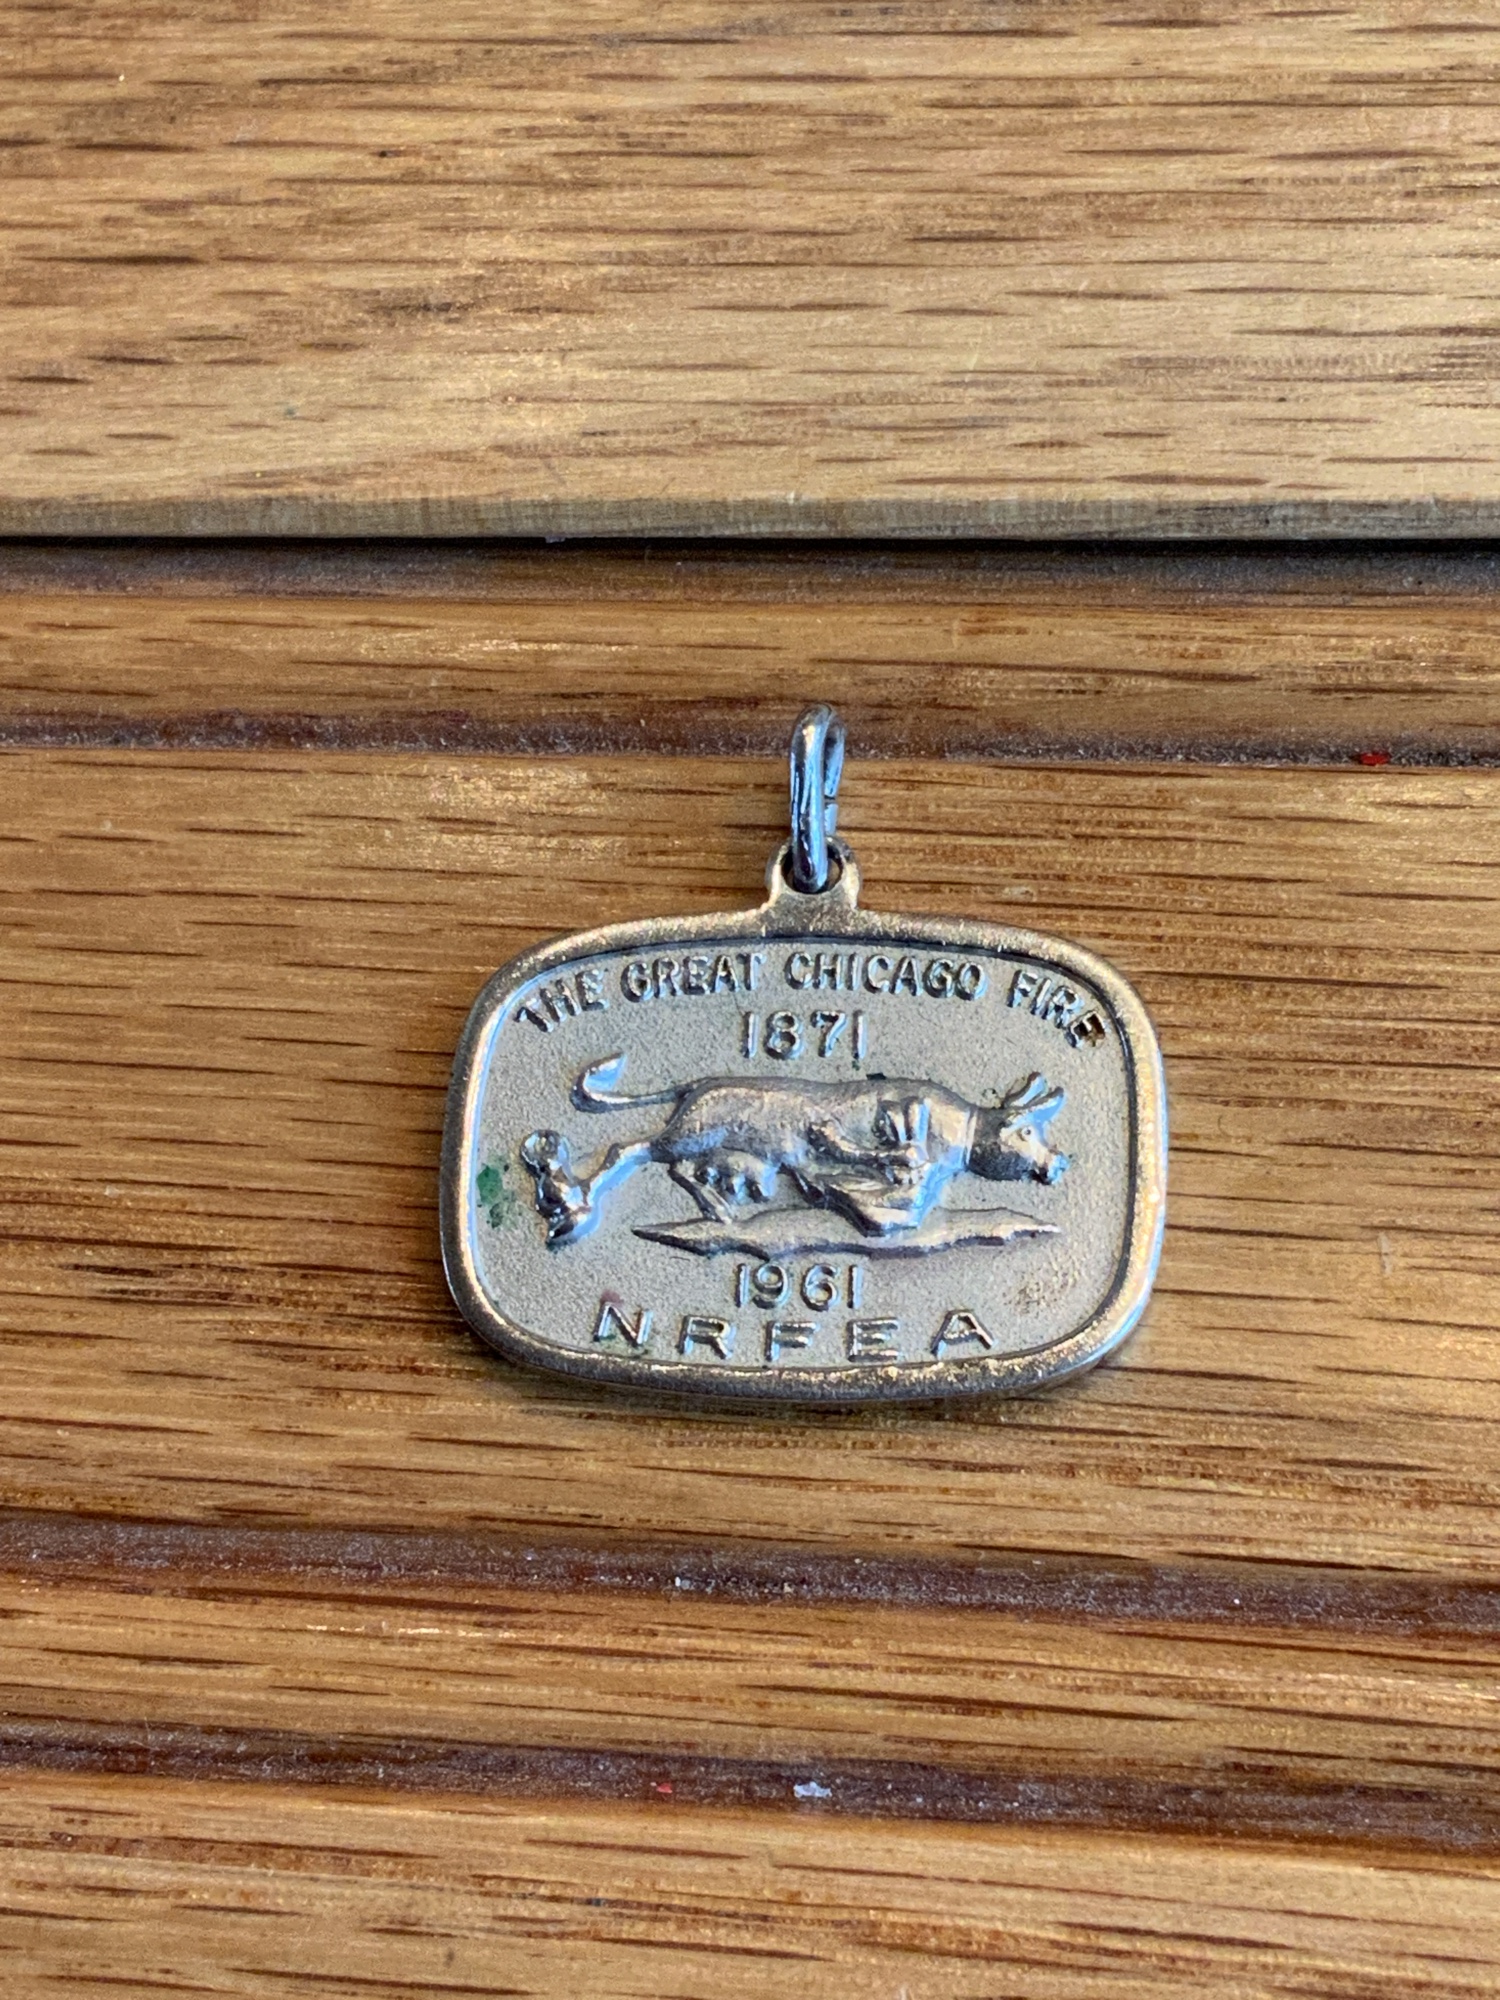 THE GREAT CHICAGO FIRE
1871
1961
NRFEA